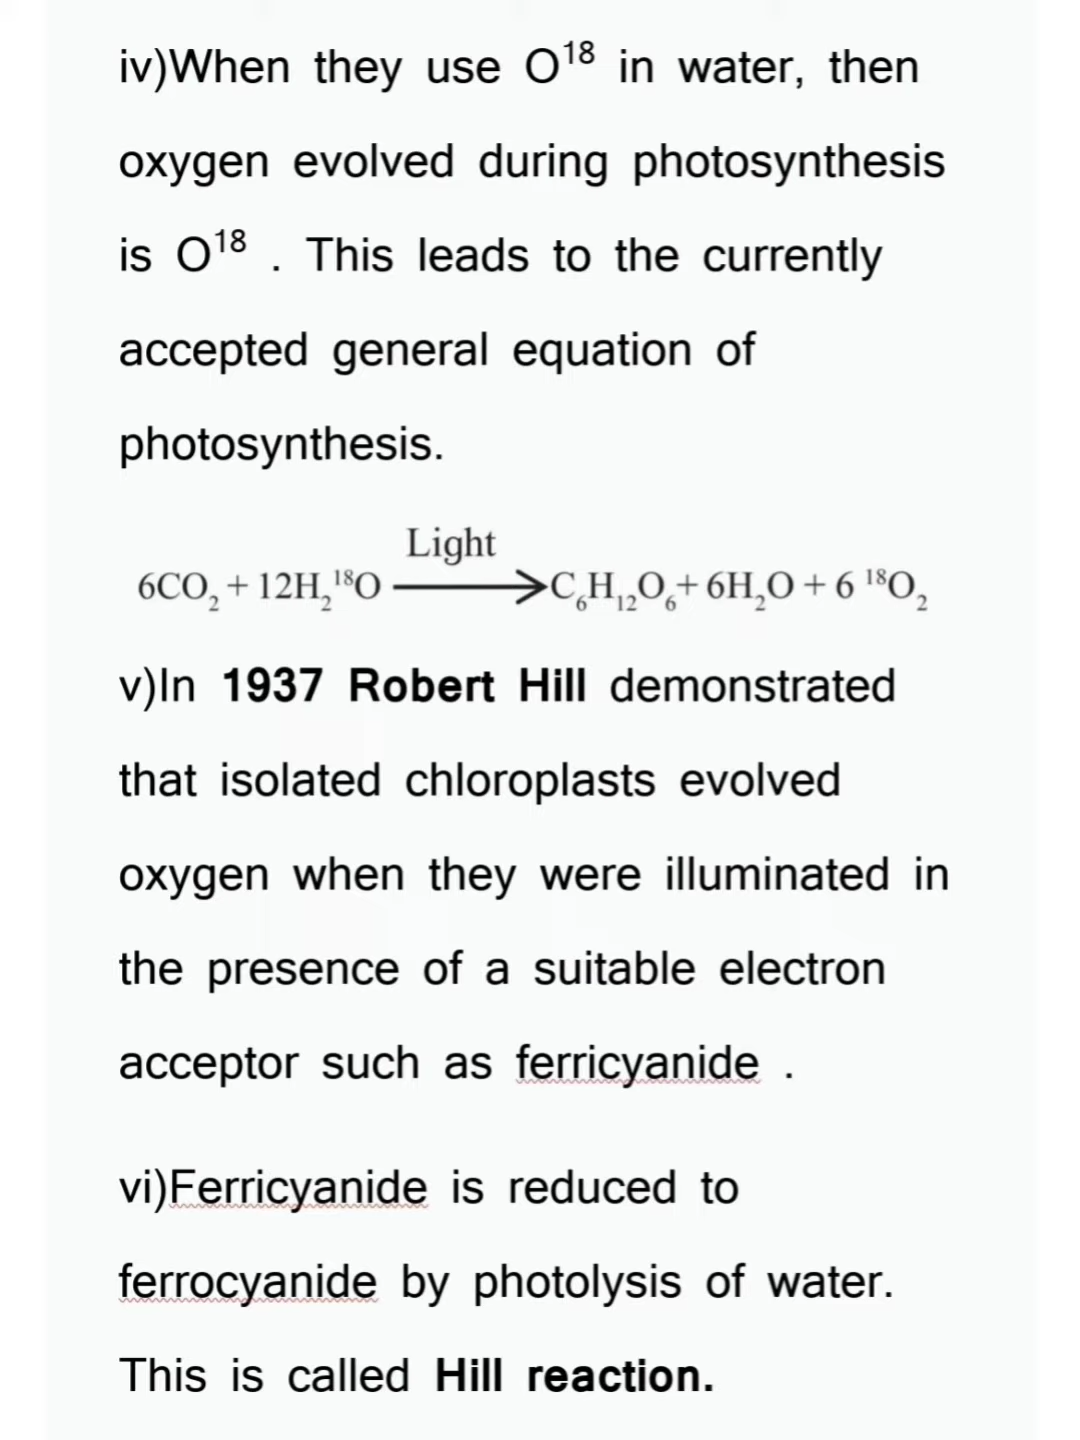 iv)When they use O¹⁸ in water, then
oxygen evolved during photosynthesis
is O¹⁸ . This leads to the currently
accepted general equation of
photosynthesis.
Light
6CO₂ + 12H₂¹⁸O ⟶ C₆H₁₂O₆ + 6H₂O + 6 ¹⁸O₂
v)In 1937 Robert Hill demonstrated
that isolated chloroplasts evolved
oxygen when they were illuminated in
the presence of a suitable electron
acceptor such as ferricyanide .
vi)Ferricyanide is reduced to
ferrocyanide by photolysis of water.
This is called Hill reaction.